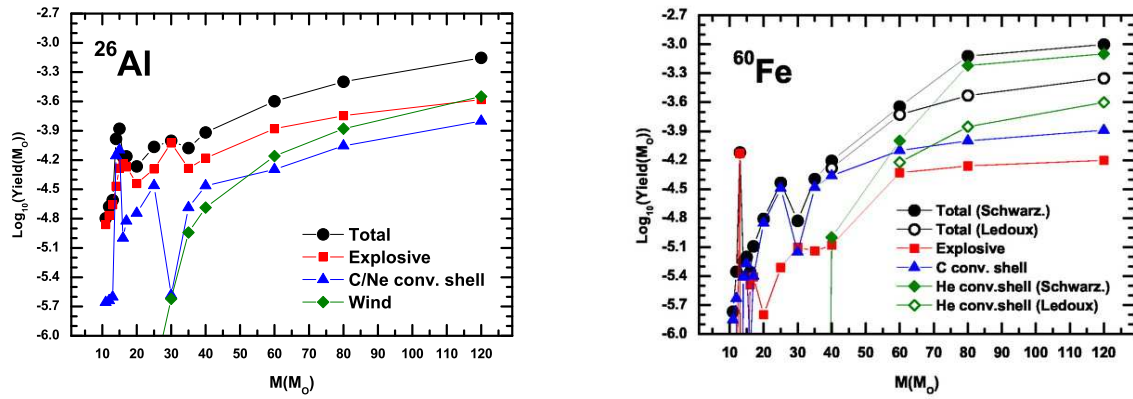 26Al
Log10(Yield(MO))
-3.0
-3.3
-3.6
-3.9
-4.2
-4.5
-4.8
-5.1
-5.4
-5.7
-6.0
Total
Explosive
C/Ne conv. shell
Wind
10 20 30 40 50 60 70 80 90 100 110 120
M(MO)
60Fe
Log10(Yield(MO))
-3.0
-3.3
-3.6
-3.9
-4.2
-4.5
-4.8
-5.1
-5.4
-5.7
-6.0
Total (Schwarz.)
Total (Ledoux)
Explosive
C conv. shell
He conv.shell (Schwarz.)
He conv.shell (Ledoux)
10 20 30 40 50 60 70 80 90 100 110 120
M(MO)